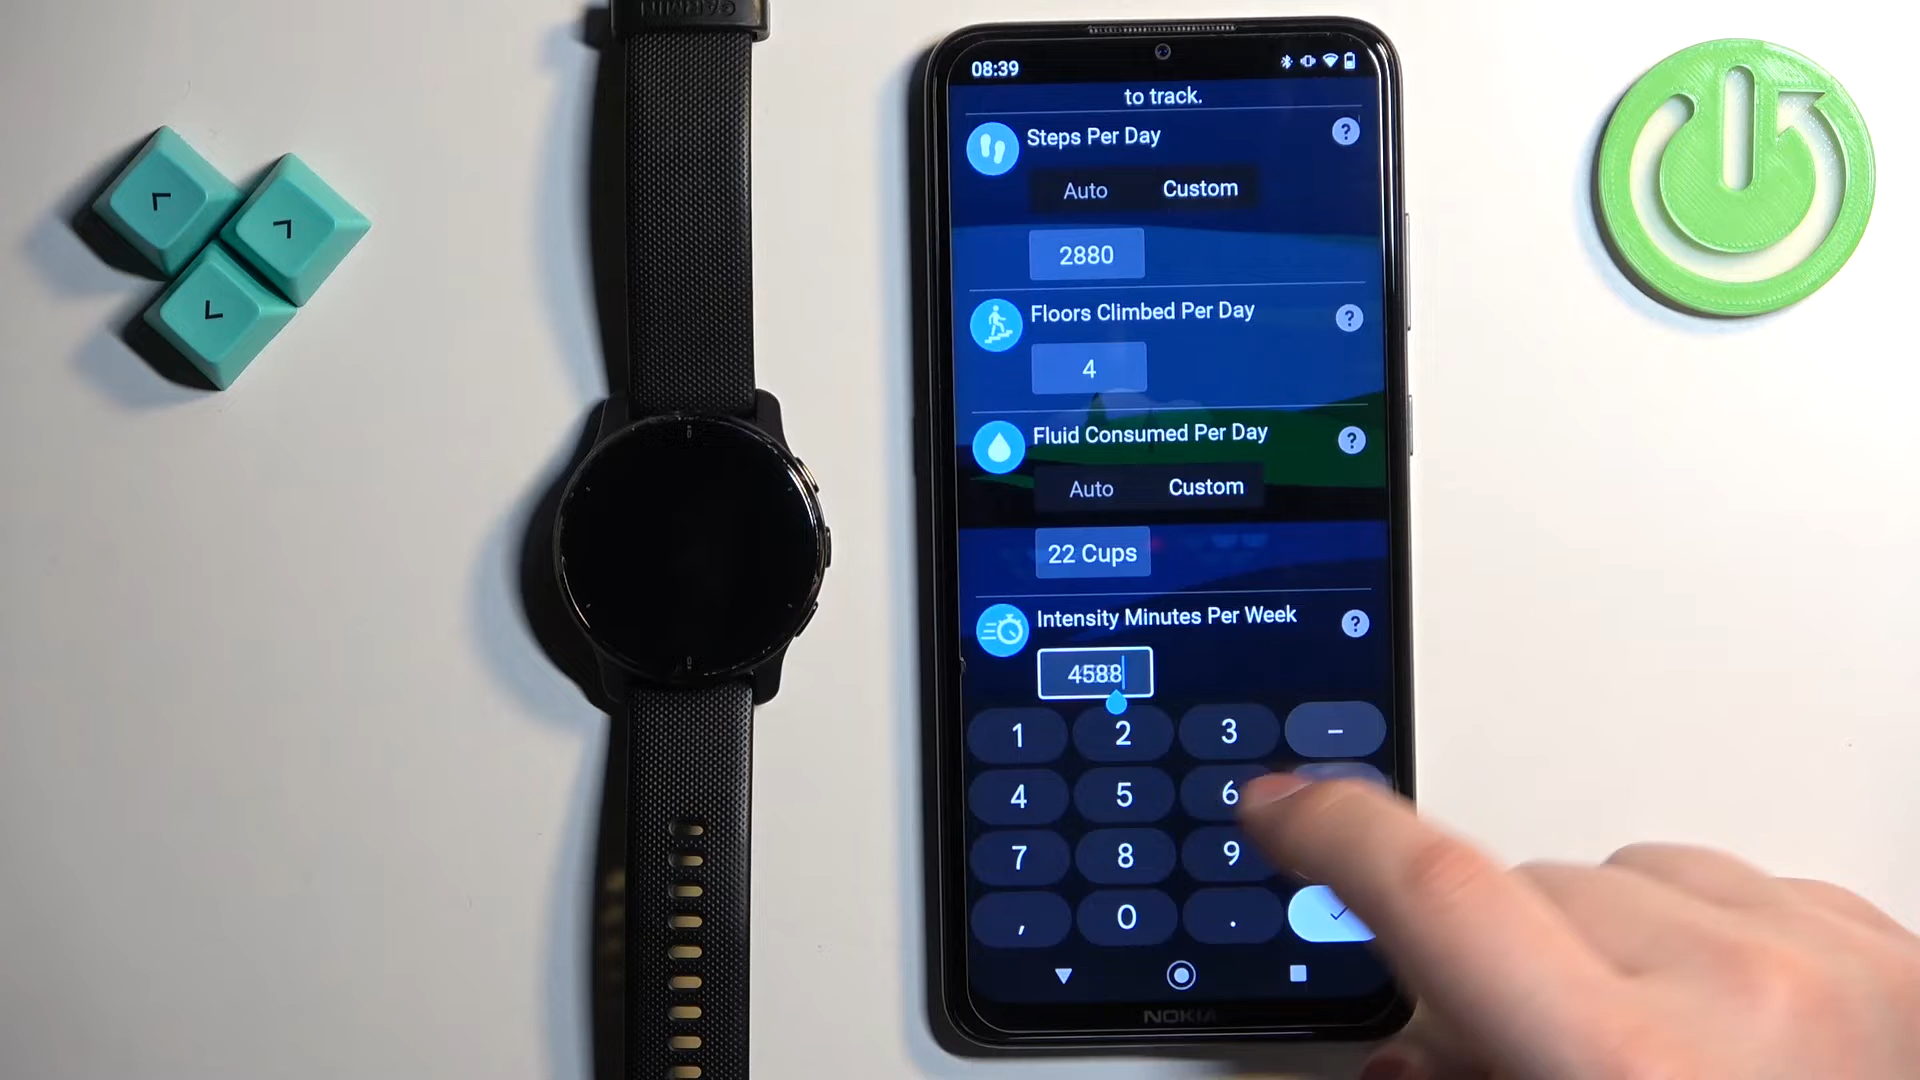 GARMIN
08:39
to track.
Steps Per Day
?
Auto
Custom
2880
Floors Climbed Per Day
?
4
Fluid Consumed Per Day
?
Auto
Custom
22 Cups
Intensity Minutes Per Week
?
1 2 3 –
4 5 6
7 8 9
, 0 .
NOKIA